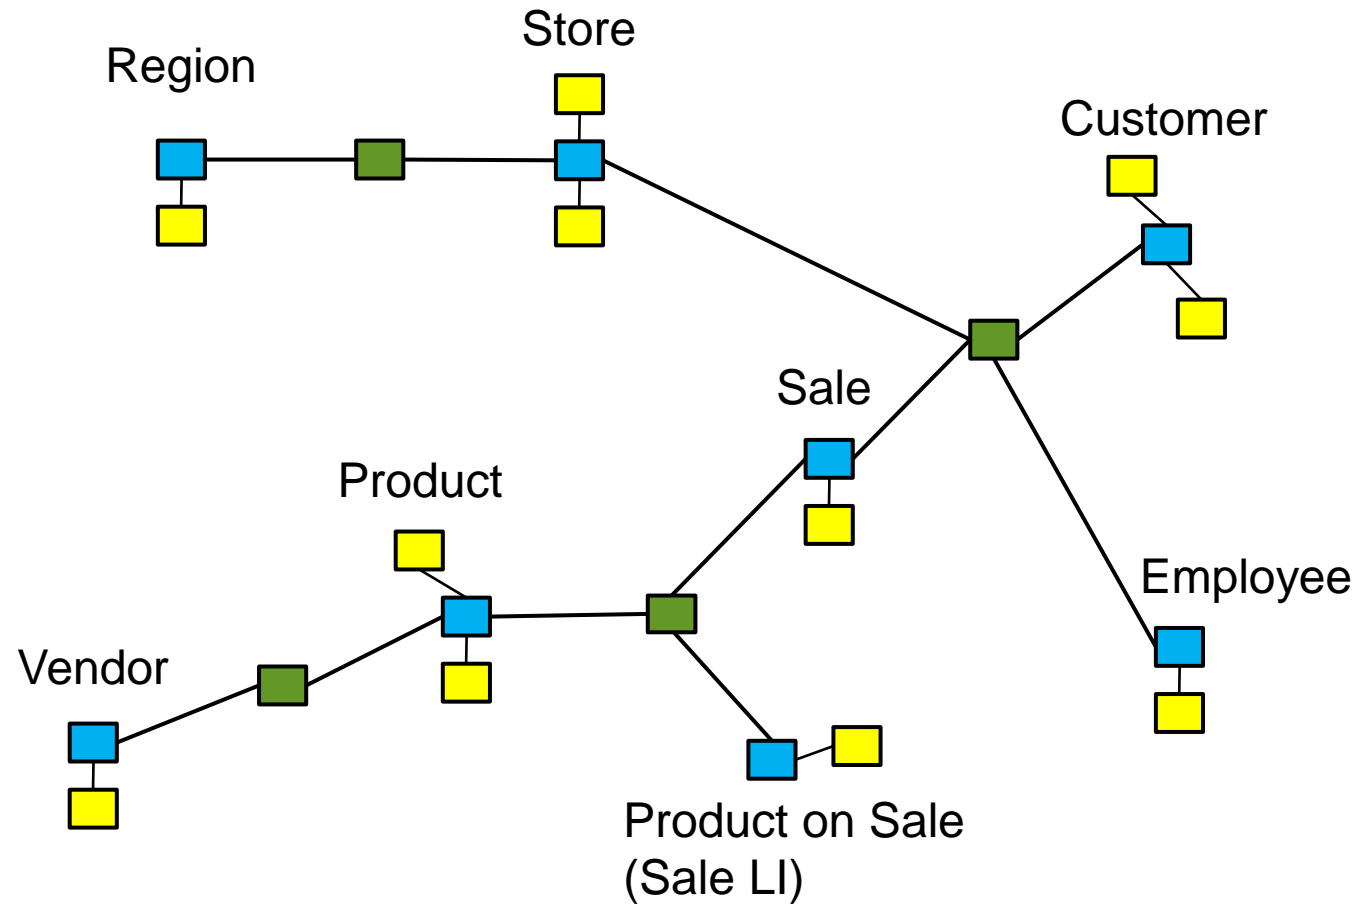 Store
Region
Customer
Sale
Product
Employee
Vendor
Product on Sale
(Sale LI)